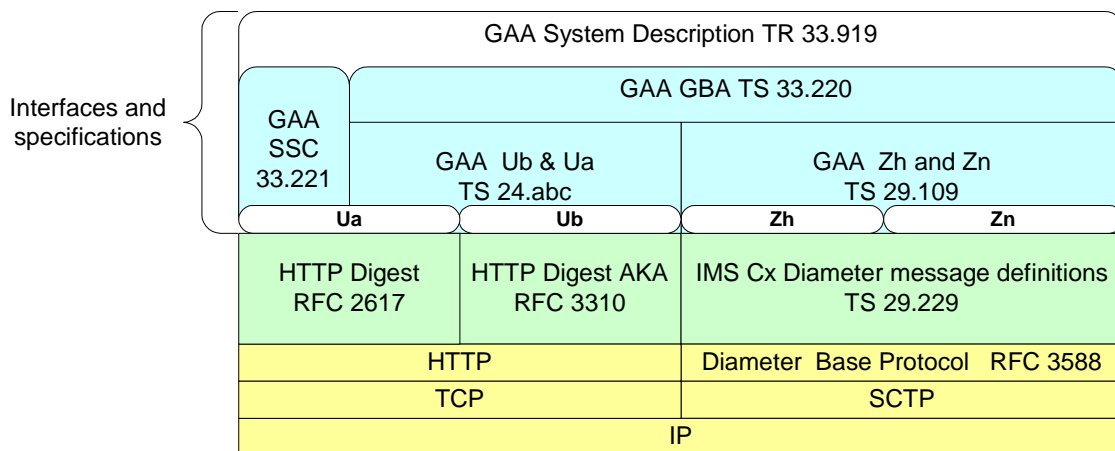 GAA System Description TR 33.919
Interfaces and
specifications
GAA GBA TS 33.220
GAA
SSC
33.221
GAA Ub & Ua
TS 24.abc
GAA Zh and Zn
TS 29.109
Ua
Ub
Zh
Zn
HTTP Digest
RFC 2617
HTTP Digest AKA
RFC 3310
IMS Cx Diameter message definitions
TS 29.229
HTTP
Diameter Base Protocol RFC 3588
TCP
SCTP
IP